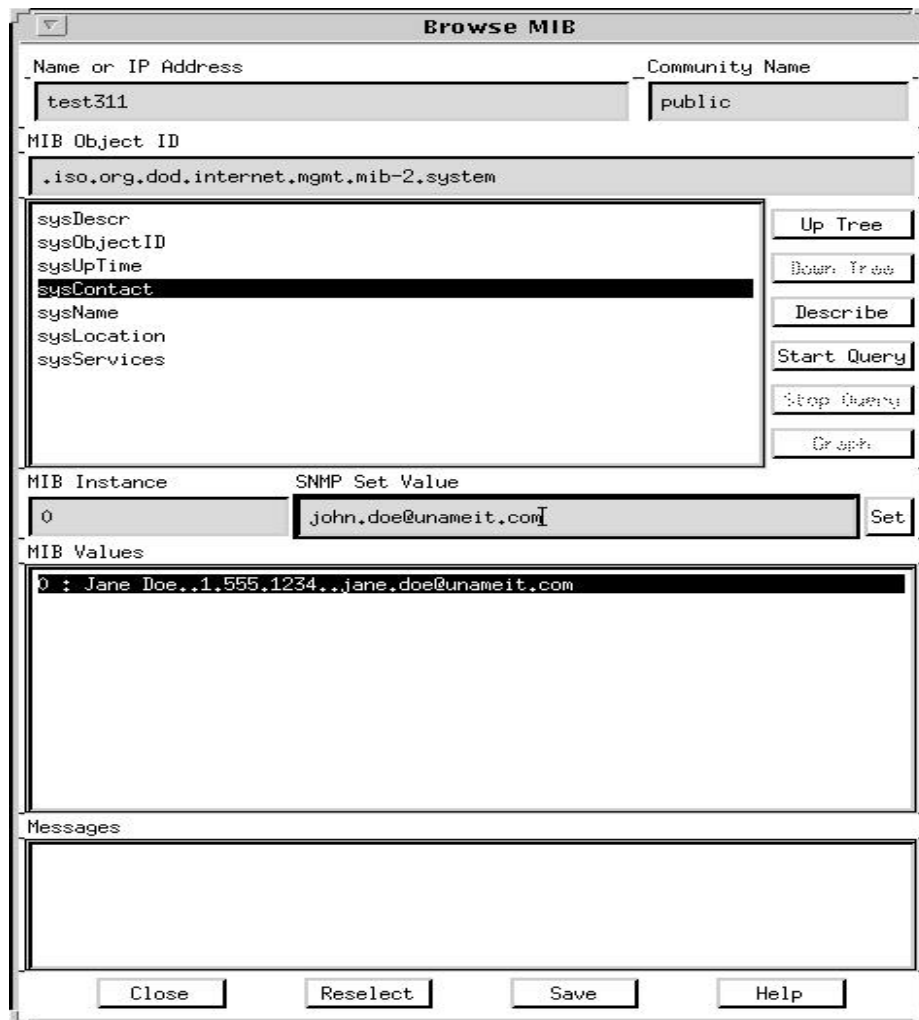 Browse MIB
Name or IP Address
Community Name
test311
public
MIB Object ID
.iso.org.dod.internet.mgmt.mib-2.system
sysDescr
sysObjectID
sysUpTime
sysContact
sysName
sysLocation
sysServices
Up Tree
Down Tree
Describe
Start Query
Stop Query
Graph
MIB Instance
SNMP Set Value
0
john.doe@unameit.com
Set
MIB Values
0 : Jane Doe..1.555.1234..jane.doe@unameit.com
Messages
Close
Reselect
Save
Help